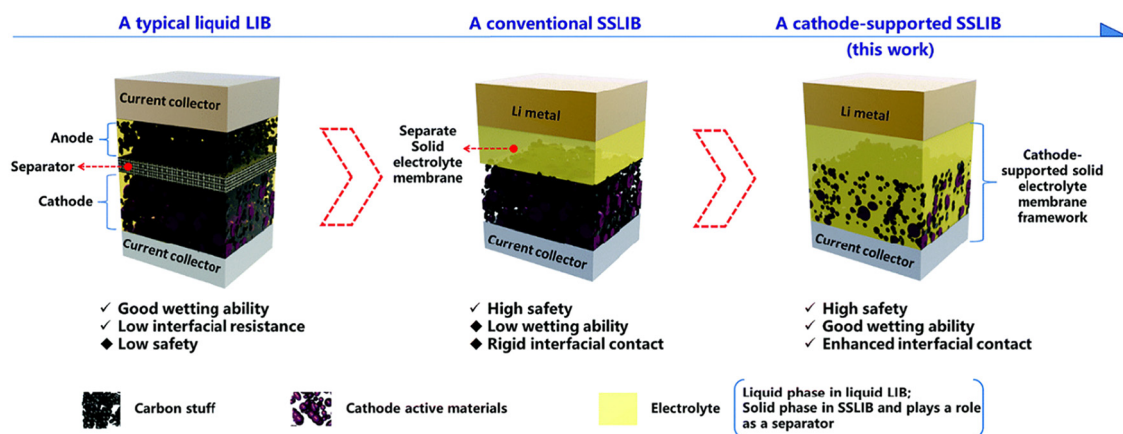 A typical liquid LIB
A conventional SSLIB
A cathode-supported SSLIB
(this work)
Current collector
Anode
Separator
Cathode
Current collector
Li metal
Separate
Solid
electrolyte
membrane
Current collector
Li metal
Cathode-
supported solid
electrolyte
membrane
framework
Current collector
✓ Good wetting ability
✓ Low interfacial resistance
◆ Low safety
✓ High safety
◆ Low wetting ability
◆ Rigid interfacial contact
✓ High safety
✓ Good wetting ability
✓ Enhanced interfacial contact
Carbon stuff
Cathode active materials
Electrolyte
Liquid phase in liquid LIB;
Solid phase in SSLIB and plays a role
as a separator